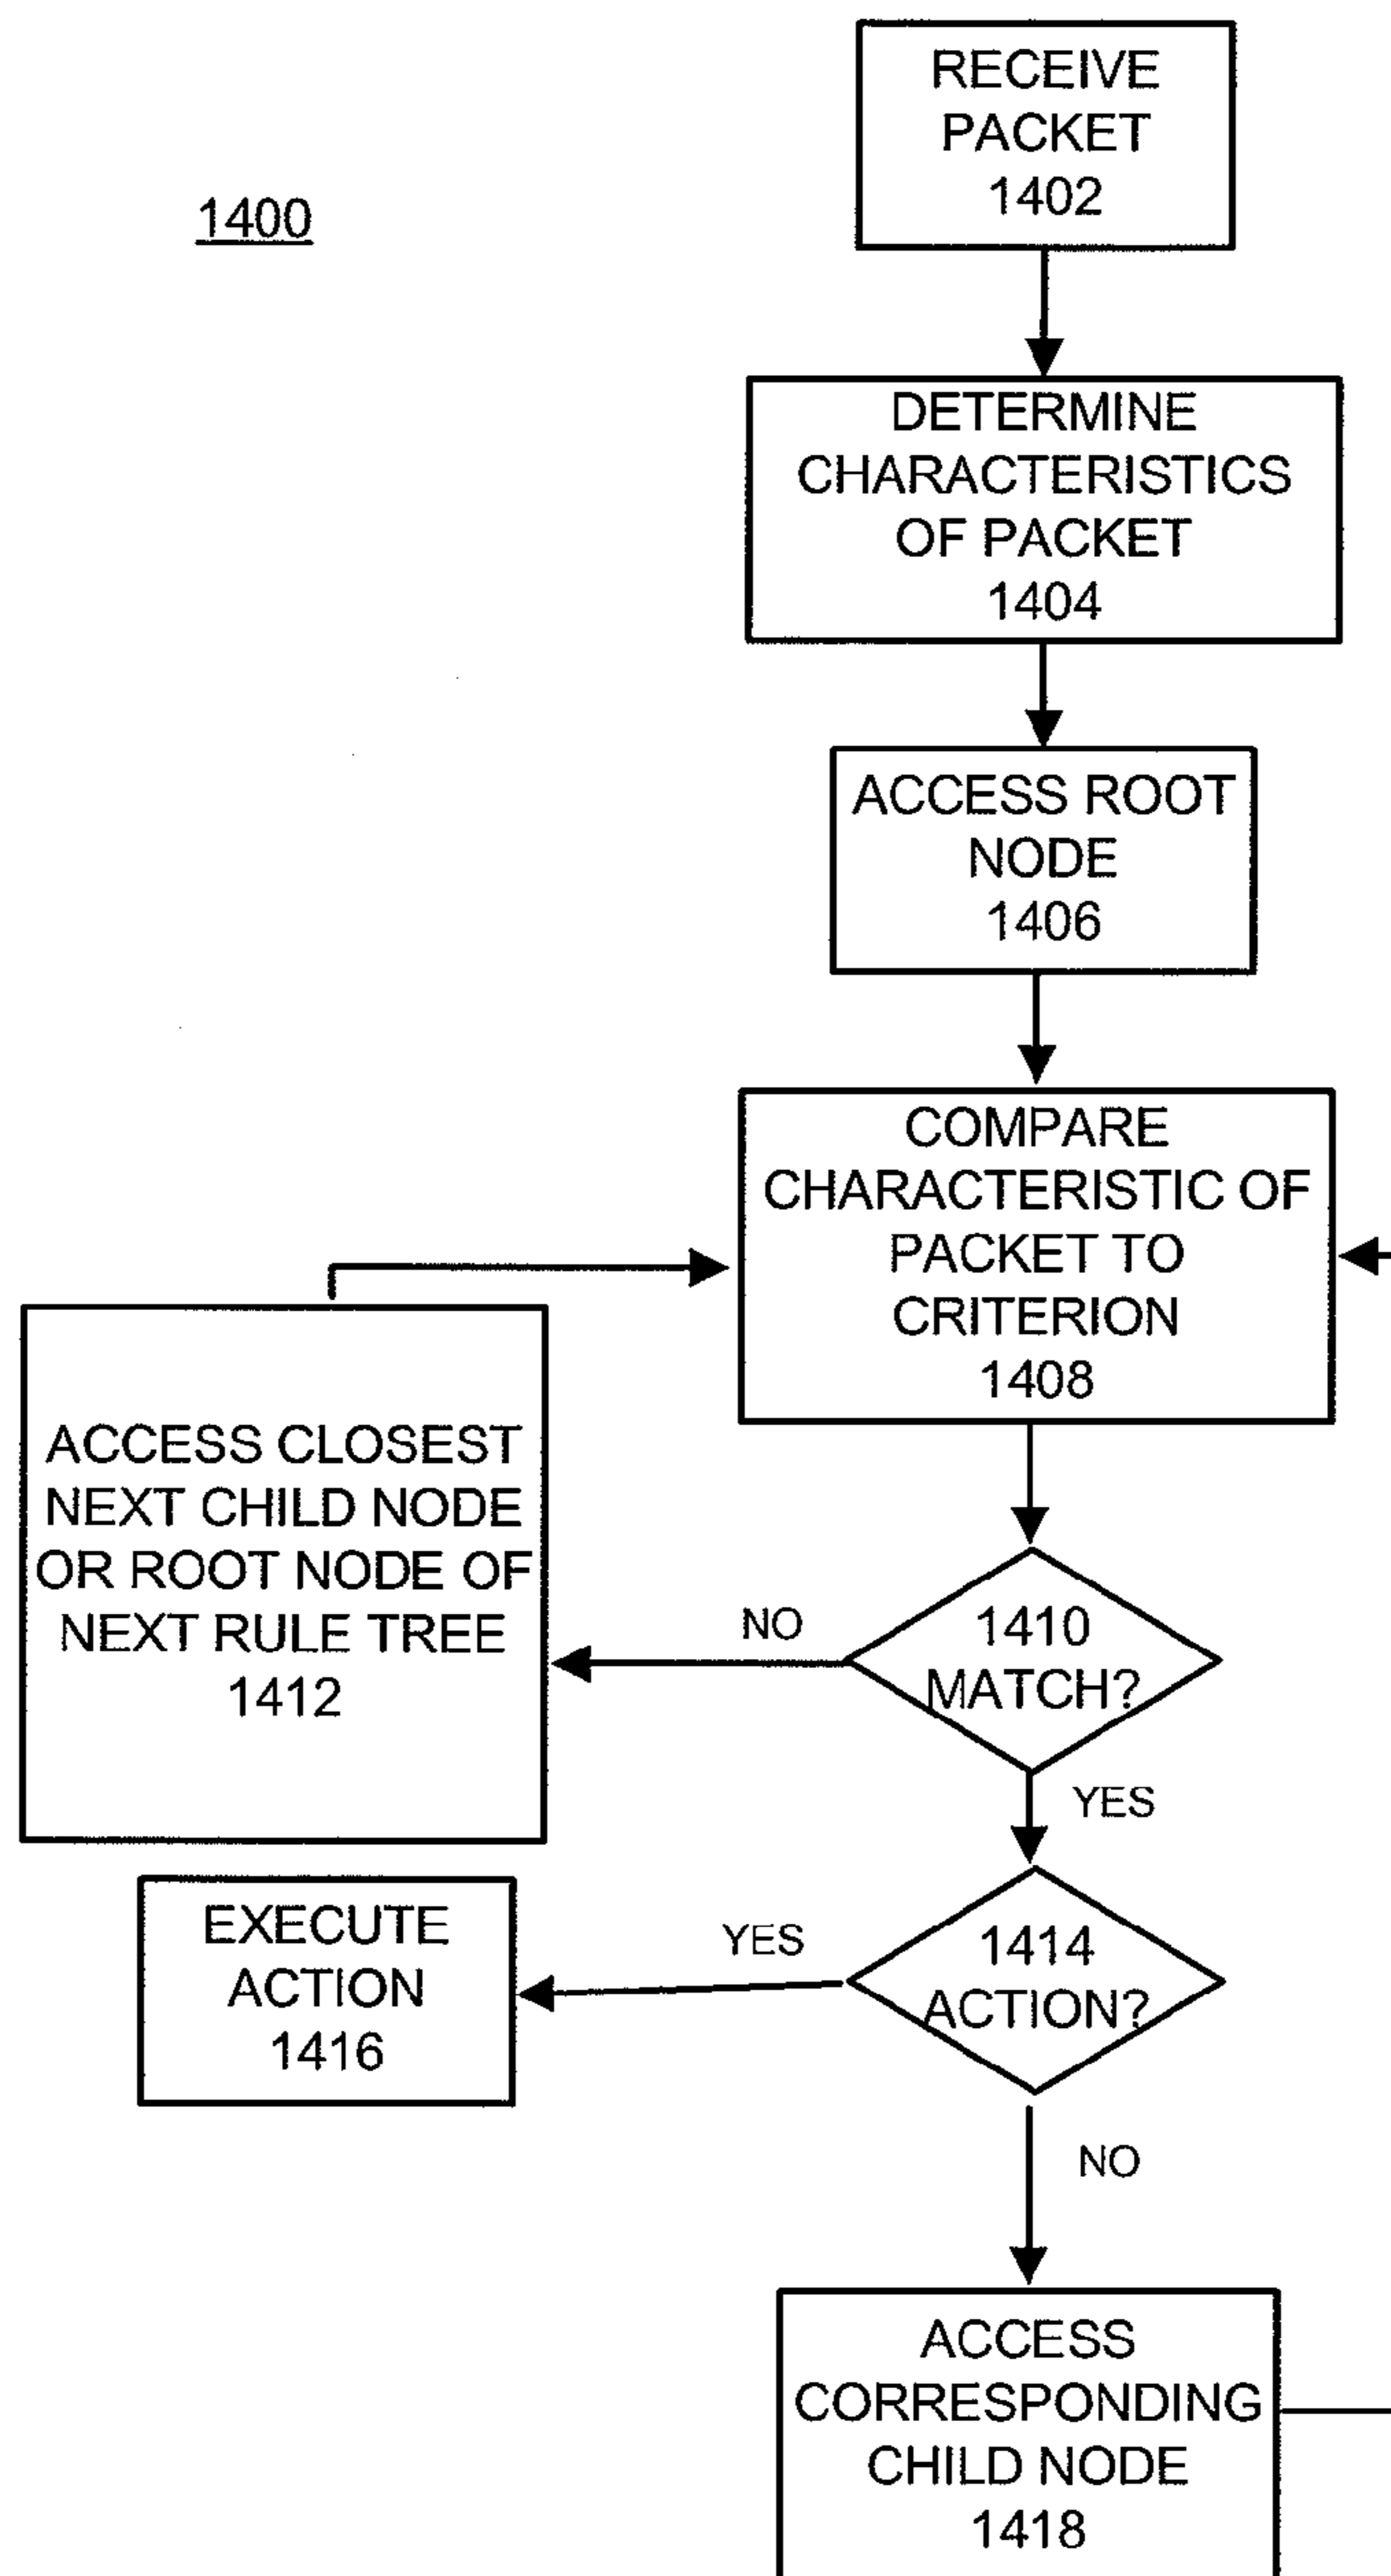 RECEIVE
PACKET
1402
1400
DETERMINE
CHARACTERISTICS
OF PACKET
1404
ACCESS ROOT
NODE
1406
COMPARE
CHARACTERISTIC OF
PACKET TO
CRITERION
1408
ACCESS CLOSEST
NEXT CHILD NODE
OR ROOT NODE OF
NEXT RULE TREE
1412
NO
1410
MATCH?
YES
EXECUTE
ACTION
1416
YES
1414
ACTION?
NO
ACCESS
CORRESPONDING
CHILD NODE
1418